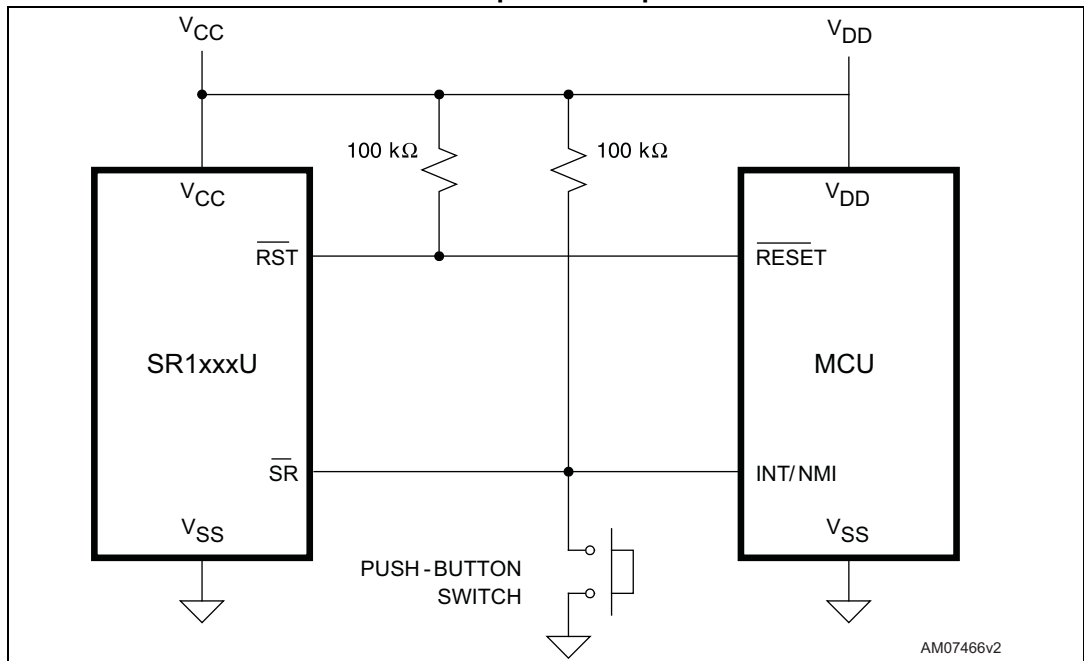 VCC
VDD
100 kΩ
100 kΩ
VCC
VDD
RST
RESET
SR1xxxU
MCU
SR
INT/NMI
VSS
VSS
PUSH-BUTTON
SWITCH
AM07466v2